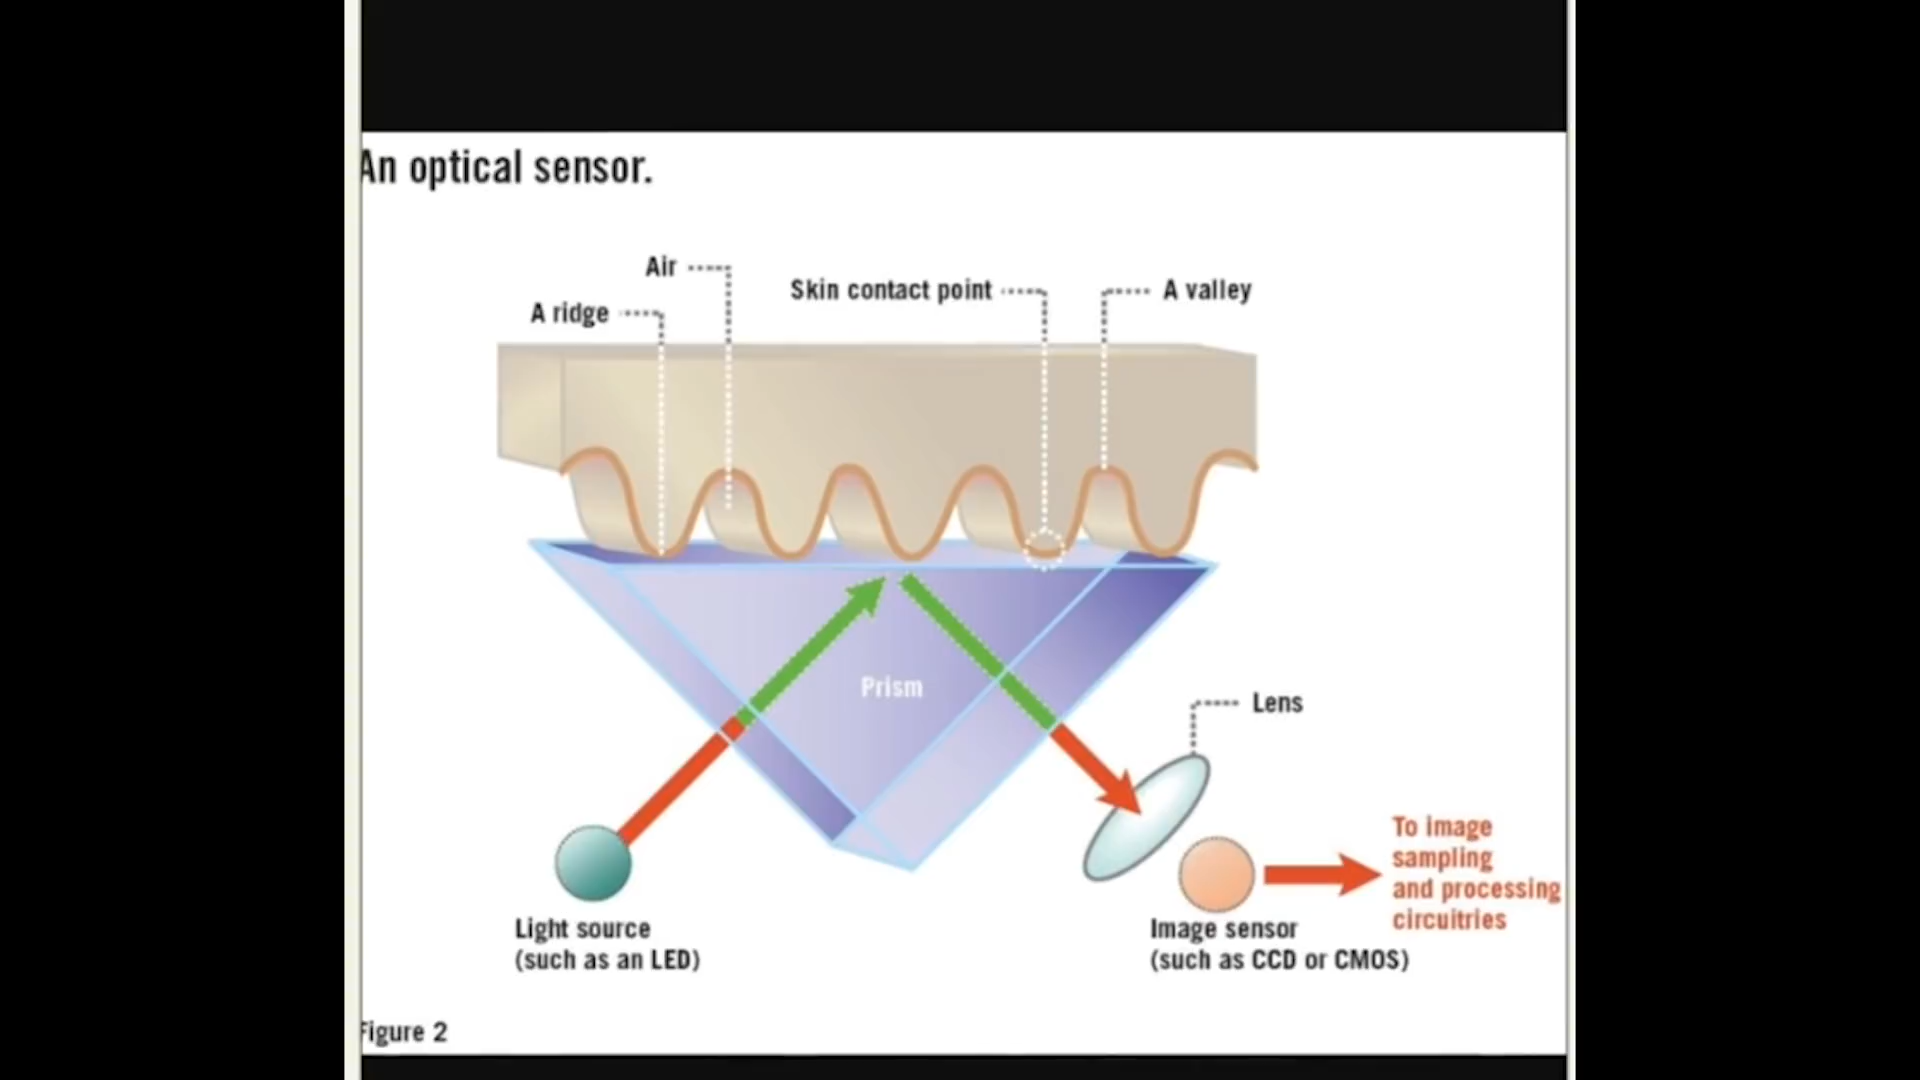 An optical sensor.
Air
Skin contact point
A valley
A ridge
Prism
Lens
To image
sampling
and processing
circuitries
Light source
(such as an LED)
Image sensor
(such as CCD or CMOS)
Figure 2